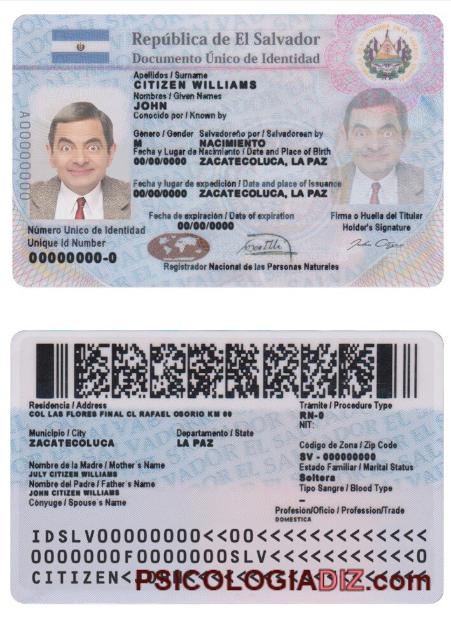 República de El Salvador
Documento Único de Identidad
Apellidos / Surname
CITIZEN WILLIAMS
Nombres / Given Names
JOHN
Conocido por / Known by
Género / Gender Salvadoreño por / Salvadorean by
M NACIMIENTO
Fecha y Lugar de Nacimiento / Date and Place of Birth
00/00/0000 ZACATECOLUCA, LA PAZ
Fecha y lugar de expedición / Date and place of issuance
00/00/0000 ZACATECOLUCA, LA PAZ
Fecha de expiración / Date of expiration
00/00/0000
Firma o Huella del Titular
Holder's Signature
A000000000
Número Unico de Identidad
Unique Id Number
00000000-0
Registrador Nacional de las Personas Naturales
Residencia / Address
COL LAS FLORES FINAL CL RAFAEL OSORIO KM 00
Trámite / Procedure Type
RN-0
NIT:
Municipio / City
ZACATECOLUCA
Departamento / State
LA PAZ
Código de Zona / Zip Code
SV - 000000000
Nombre de la Madre / Mother's Name
JULY CITIZEN WILLIAMS
Estado Familiar / Marital Status
Soltera
Nombre del Padre / Father's Name
JOHN CITIZEN WILLIAMS
Tipo Sangre / Blood Type
–
Cónyuge / Spouse's Name
Profesión/Oficio / Profession/Trade
DOMESTICA
IDSLV00000000<<00<<<<<<<<<<<<<
0000000F0000000SLV<<<<<<<<<<<0
CITIZEN<JOHN<<<<<<<<<<<<<<<<<<
PSICOLOGIADIZ.com